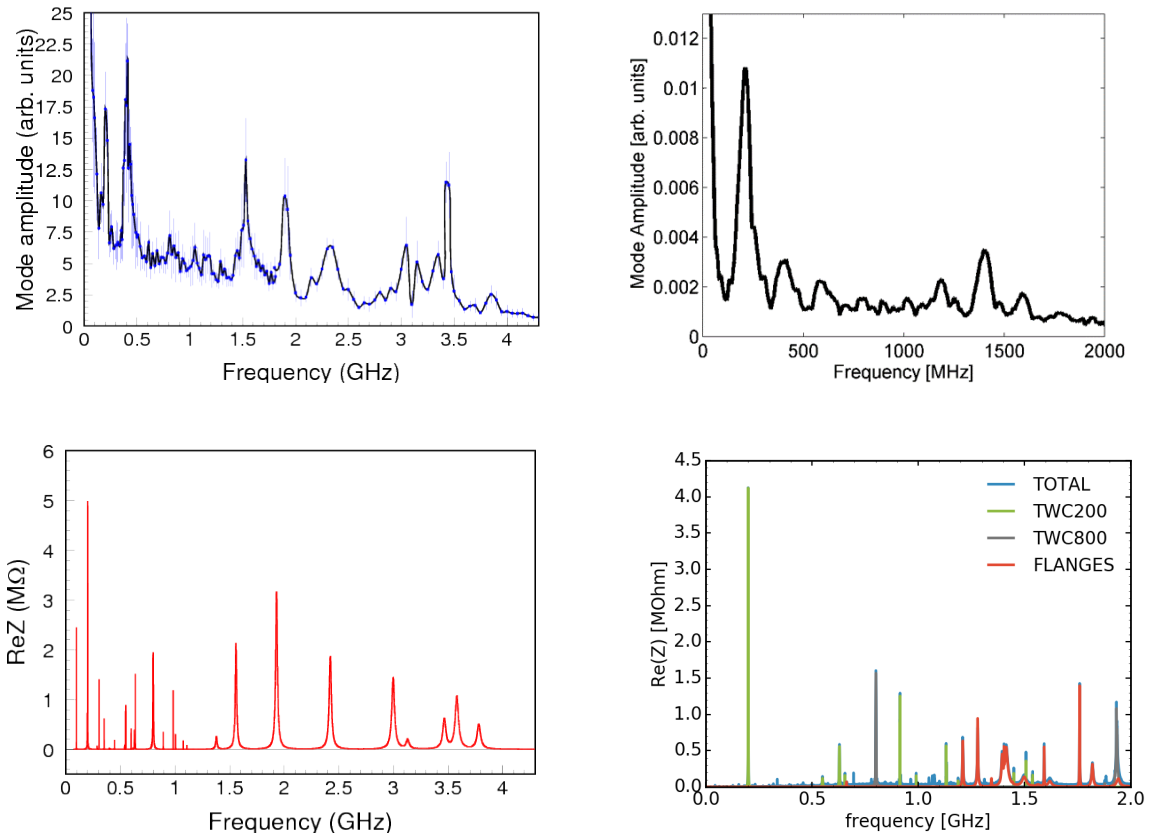 Mode amplitude (arb. units)
25
22.5
20
17.5
15
12.5
10
7.5
5
2.5
0
0 0.5 1 1.5 2 2.5 3 3.5 4
Frequency (GHz)
Mode Amplitude [arb. units]
0.012
0.01
0.008
0.006
0.004
0.002
0
0 500 1000 1500 2000
Frequency [MHz]
ReZ (MΩ)
6
5
4
3
2
1
0
0 0.5 1 1.5 2 2.5 3 3.5 4
Frequency (GHz)
Re(Z) [MOhm]
4.5
4.0
3.5
3.0
2.5
2.0
1.5
1.0
0.5
0.0
0.0 0.5 1.0 1.5 2.0
frequency [GHz]
TOTAL
TWC200
TWC800
FLANGES